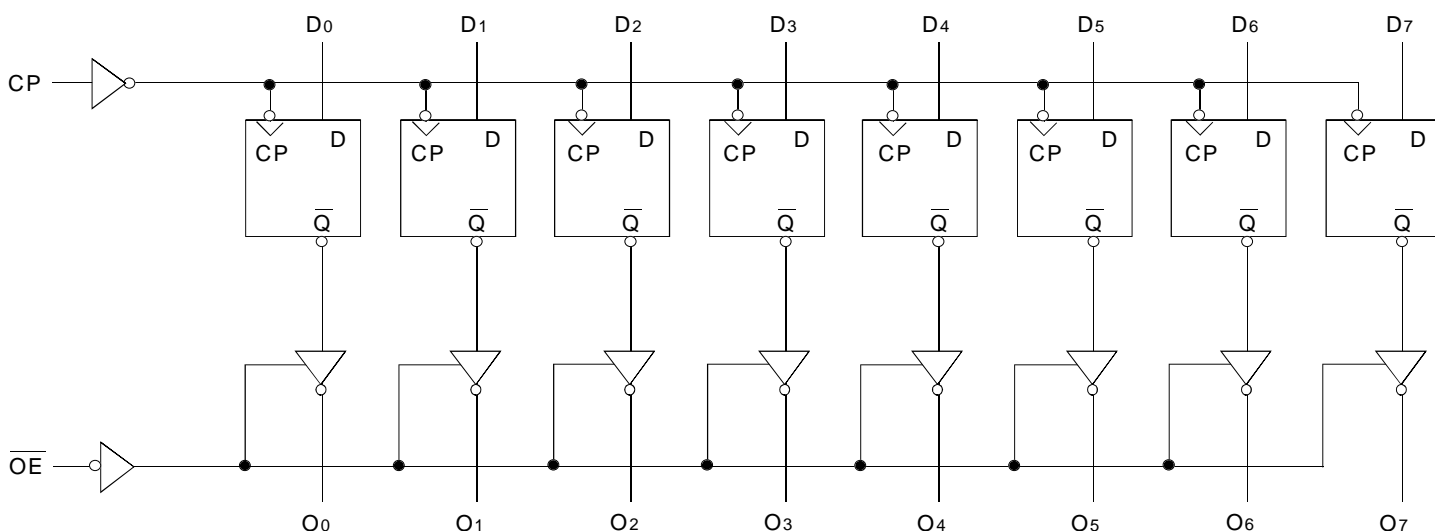 D0 D1 D2 D3 D4 D5 D6 D7
CP
CP D CP D CP D CP D CP D CP D CP D CP D
Q̅ Q̅ Q̅ Q̅ Q̅ Q̅ Q̅ Q̅
O̅E̅
O0 O1 O2 O3 O4 O5 O6 O7